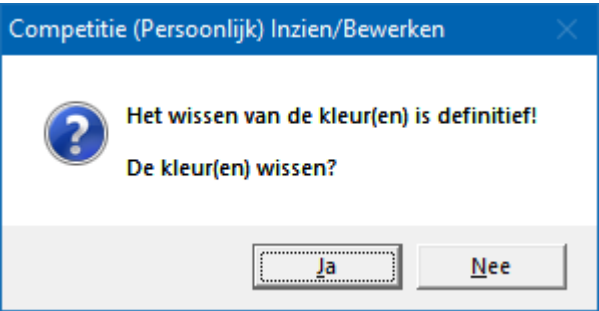 Competitie (Persoonlijk) Inzien/Bewerken
Het wissen van de kleur(en) is definitief!
De kleur(en) wissen?
Ja
Nee